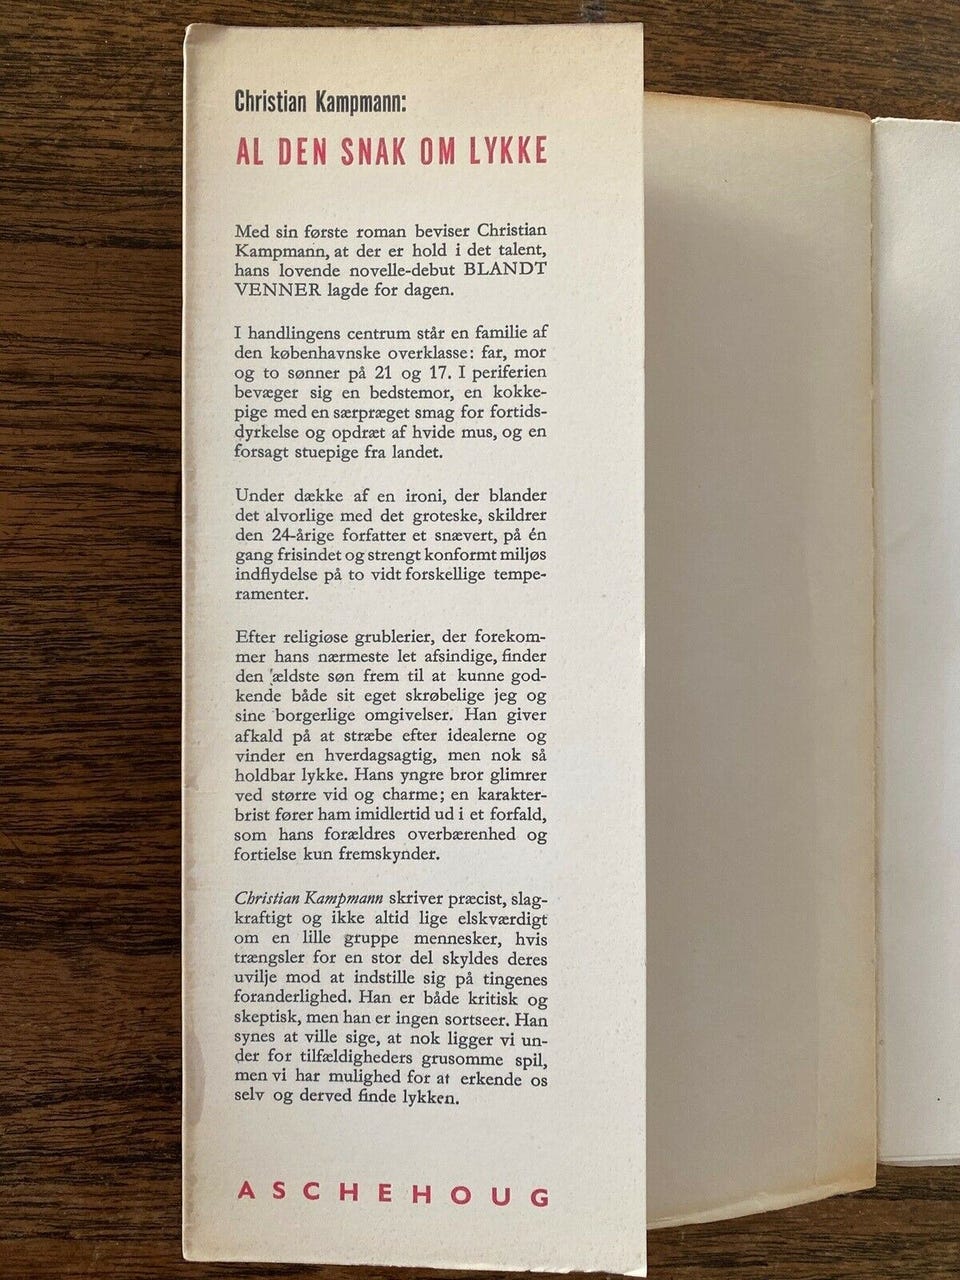 Christian Kampmann:
AL DEN SNAK OM LYKKE
Med sin første roman beviser Christian
Kampmann, at der er hold i det talent,
hans lovende novelle-debut BLANDT
VENNER lagde for dagen.
I handlingens centrum står en familie af
den københavnske overklasse: far, mor
og to sønner på 21 og 17. I periferien
bevæger sig en bedstemor, en kokke-
pige med en særpræget smag for fortids-
dyrkelse og opdræt af hvide mus, og en
forsagt stuepige fra landet.
Under dække af en ironi, der blander
det alvorlige med det groteske, skildrer
den 24-årige forfatter et snævert, på én
gang frisindet og strengt konformt miljøs
indflydelse på to vidt forskellige tempe-
ramenter.
Efter religiøse grublerier, der forekom-
mer hans nærmeste let afsindige, finder
den ældste søn frem til at kunne god-
kende både sit eget skrøbelige jeg og
sine borgerlige omgivelser. Han giver
afkald på at stræbe efter idealerne og
vinder en hverdagsagtig, men nok så
holdbar lykke. Hans yngre bror glimrer
ved større vid og charme; en karakter-
brist fører ham imidlertid ud i et forfald,
som hans forældres overbærenhed og
fortielse kun fremskynder.
Christian Kampmann skriver præcist, slag-
kraftigt og ikke altid lige elskværdigt
om en lille gruppe mennesker, hvis
trængsler for en stor del skyldes deres
uvilje mod at indstille sig på tingenes
foranderlighed. Han er både kritisk og
skeptisk, men han er ingen sortseer. Han
synes at ville sige, at nok ligger vi un-
der for tilfældigheders grusomme spil,
men vi har mulighed for at erkende os
selv og derved finde lykken.
ASCHEHOUG